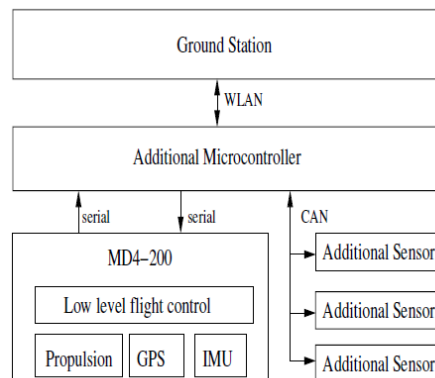 Ground Station
WLAN
Additional Microcontroller
serial
serial
CAN
MD4-200
Low level flight control
Propulsion
GPS
IMU
Additional Sensor
Additional Sensor
Additional Sensor